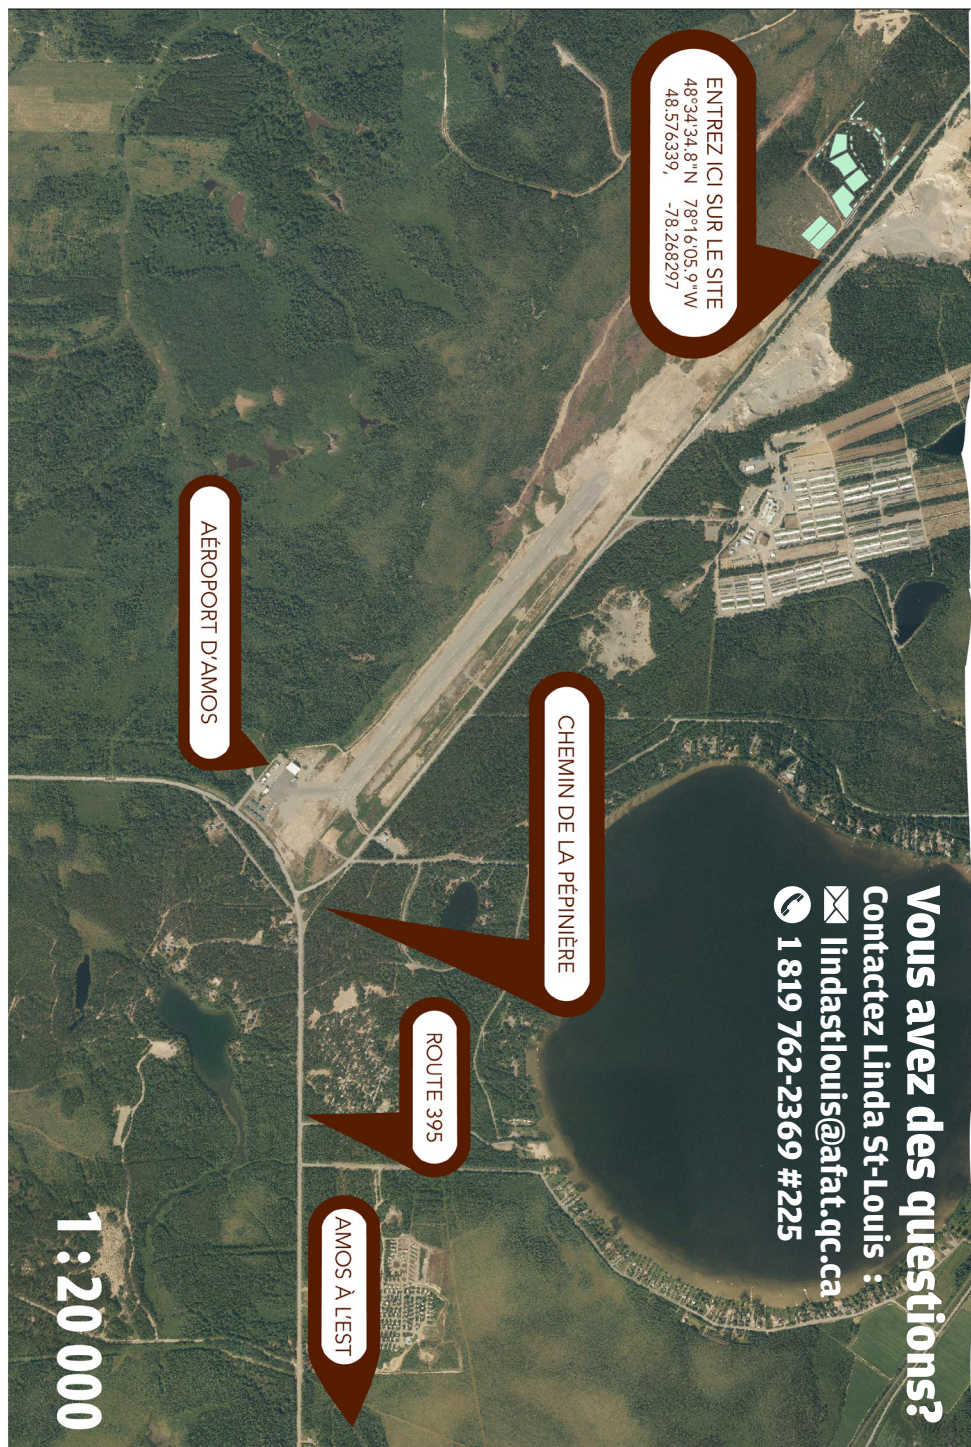 Vous avez des questions?
Contactez Linda St-Louis :
lindastlouis@afat.qc.ca
1 819 762-2369 #225
ENTREZ ICI SUR LE SITE
48°34'34.8"N 78°16'05.9"W
48.576339, -78.268297
CHEMIN DE LA PÉPINIÈRE
ROUTE 395
AMOS À L'EST
AÉROPORT D'AMOS
1:20 000